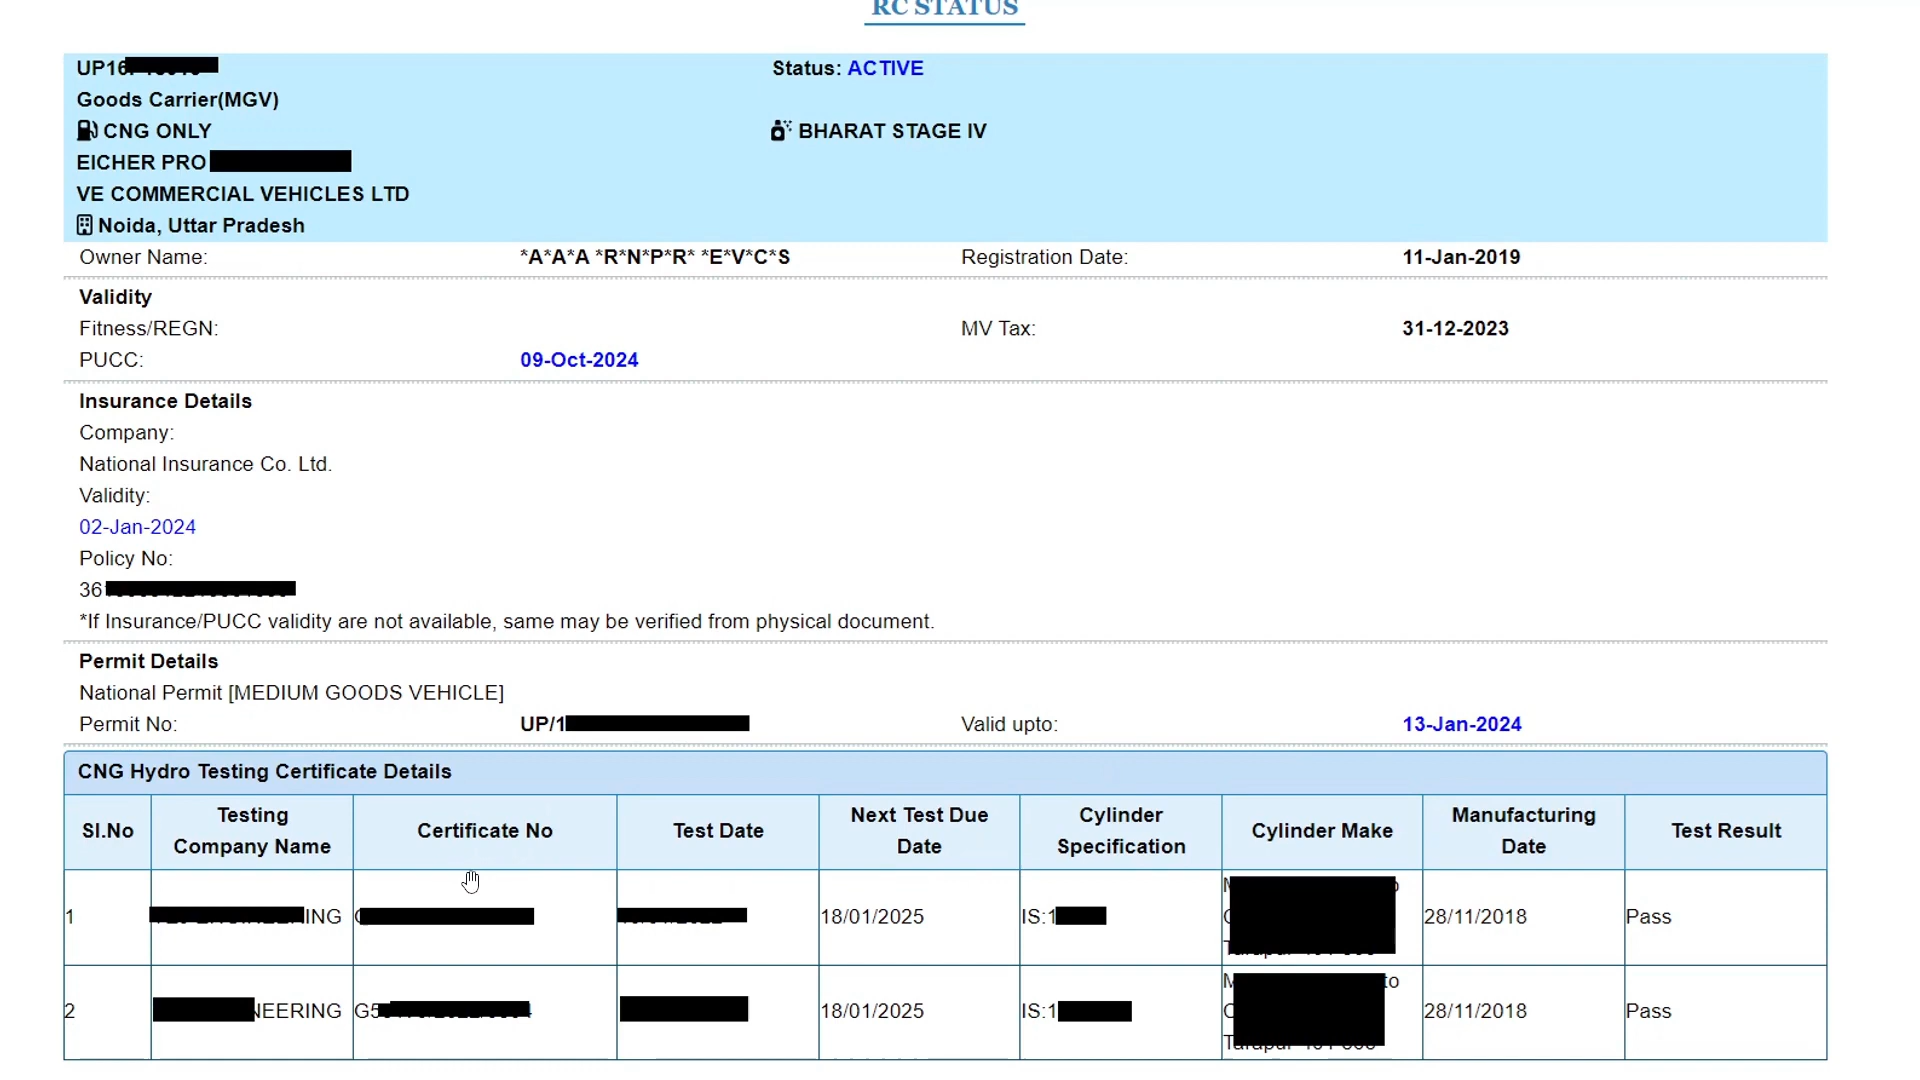 RC STATUS
UP16 Status: ACTIVE
Goods Carrier(MGV)
CNG ONLY BHARAT STAGE IV
EICHER PRO
VE COMMERCIAL VEHICLES LTD
Noida, Uttar Pradesh
Owner Name: *A*A*A *R*N*P*R* *E*V*C*S Registration Date: 11-Jan-2019
Validity
Fitness/REGN: MV Tax: 31-12-2023
PUCC: 09-Oct-2024
Insurance Details
Company:
National Insurance Co. Ltd.
Validity:
02-Jan-2024
Policy No:
36
*If Insurance/PUCC validity are not available, same may be verified from physical document.
Permit Details
National Permit [MEDIUM GOODS VEHICLE]
Permit No: UP/1 Valid upto: 13-Jan-2024
CNG Hydro Testing Certificate Details
Sl.No Testing Company Name Certificate No Test Date Next Test Due Date Cylinder Specification Cylinder Make Manufacturing Date Test Result
1 ING 18/01/2025 IS:1 28/11/2018 Pass
2 NEERING G5 18/01/2025 IS:1 to 28/11/2018 Pass